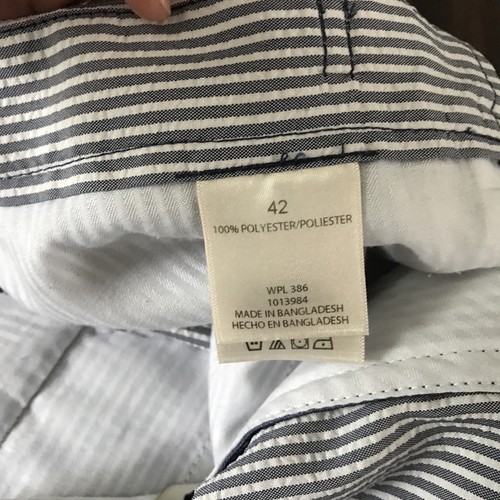 42
100% POLYESTER/POLIESTER
WPL 386
1013984
MADE IN BANGLADESH
HECHO EN BANGLADESH